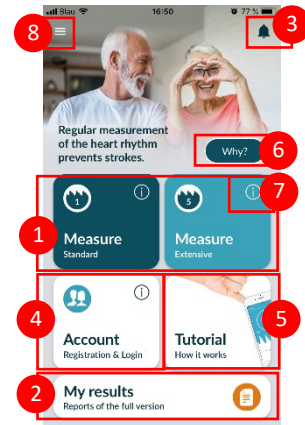 Blau 16:50 77 %
8
3
Regular measurement
of the heart rhythm
prevents strokes.
Why?
6
7
1
5
1
Measure
Standard
Measure
Extensive
4
5
Account
Registration & Login
Tutorial
How it works
2
My results
Reports of the full version